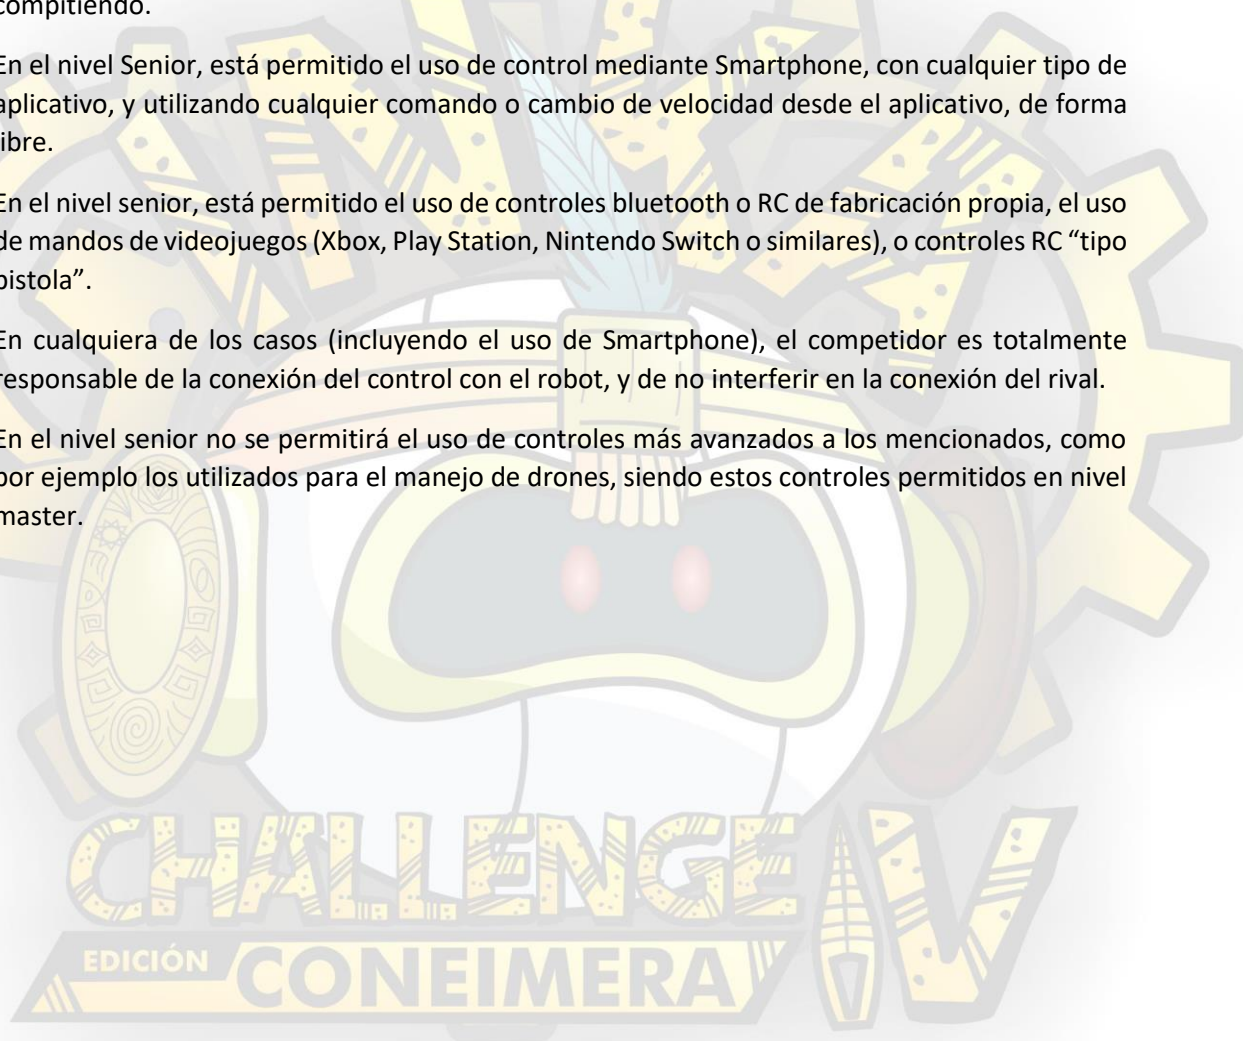 compitiendo.
En el nivel Senior, está permitido el uso de control mediante Smartphone, con cualquier tipo de
aplicativo, y utilizando cualquier comando o cambio de velocidad desde el aplicativo, de forma
libre.
En el nivel senior, está permitido el uso de controles bluetooth o RC de fabricación propia, el uso
de mandos de videojuegos (Xbox, Play Station, Nintendo Switch o similares), o controles RC “tipo
pistola”.
En cualquiera de los casos (incluyendo el uso de Smartphone), el competidor es totalmente
responsable de la conexión del control con el robot, y de no interferir en la conexión del rival.
En el nivel senior no se permitirá el uso de controles más avanzados a los mencionados, como
por ejemplo los utilizados para el manejo de drones, siendo estos controles permitidos en nivel
master.
CHALLENGE IV
EDICIÓN CONEIMERA